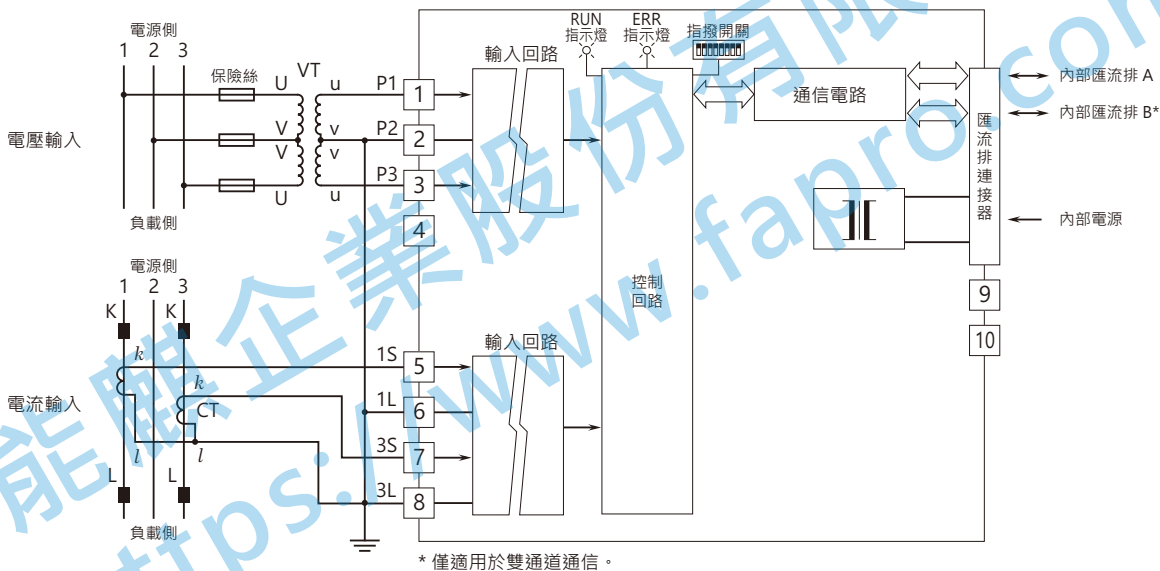 RUN
指示燈
ERR
指示燈
指撥開關
電源側
1 2 3
保險絲
U VT u
V v
V v
U u
電壓輸入
負載側
P1 1
P2 2
P3 3
4
輸入回路
控制
回路
通信電路
匯流排連接器
內部匯流排 A
內部匯流排 B*
內部電源
9
10
電源側
1 2 3
K K
k
k
CT
l l
L L
電流輸入
負載側
1S 5
1L 6
3S 7
3L 8
輸入回路
* 僅適用於雙通道通信。
能麒企業股份有限
https://www.fapro.com